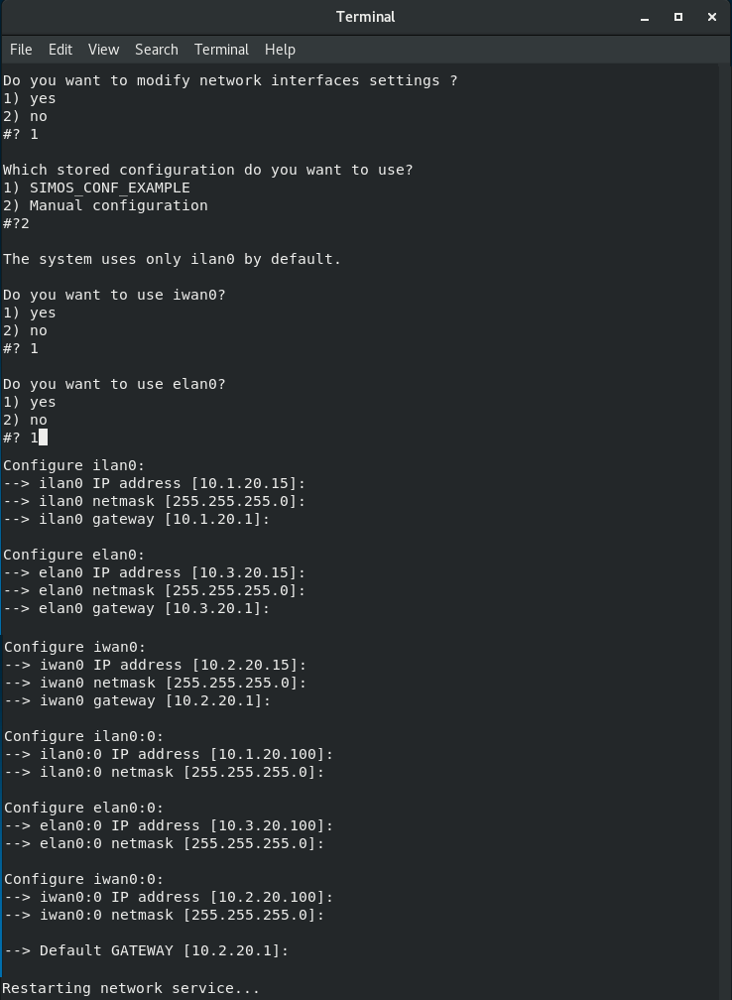 Terminal
File Edit View Search Terminal Help
Do you want to modify network interfaces settings ?
1) yes
2) no
#? 1
Which stored configuration do you want to use?
1) SIMOS_CONF_EXAMPLE
2) Manual configuration
#?2
The system uses only ilan0 by default.
Do you want to use iwan0?
1) yes
2) no
#? 1
Do you want to use elan0?
1) yes
2) no
#? 1
Configure ilan0:
--> ilan0 IP address [10.1.20.15]:
--> ilan0 netmask [255.255.255.0]:
--> ilan0 gateway [10.1.20.1]:
Configure elan0:
--> elan0 IP address [10.3.20.15]:
--> elan0 netmask [255.255.255.0]:
--> elan0 gateway [10.3.20.1]:
Configure iwan0:
--> iwan0 IP address [10.2.20.15]:
--> iwan0 netmask [255.255.255.0]:
--> iwan0 gateway [10.2.20.1]:
Configure ilan0:0:
--> ilan0:0 IP address [10.1.20.100]:
--> ilan0:0 netmask [255.255.255.0]:
Configure elan0:0:
--> elan0:0 IP address [10.3.20.100]:
--> elan0:0 netmask [255.255.255.0]:
Configure iwan0:0:
--> iwan0:0 IP address [10.2.20.100]:
--> iwan0:0 netmask [255.255.255.0]:
--> Default GATEWAY [10.2.20.1]:
Restarting network service...